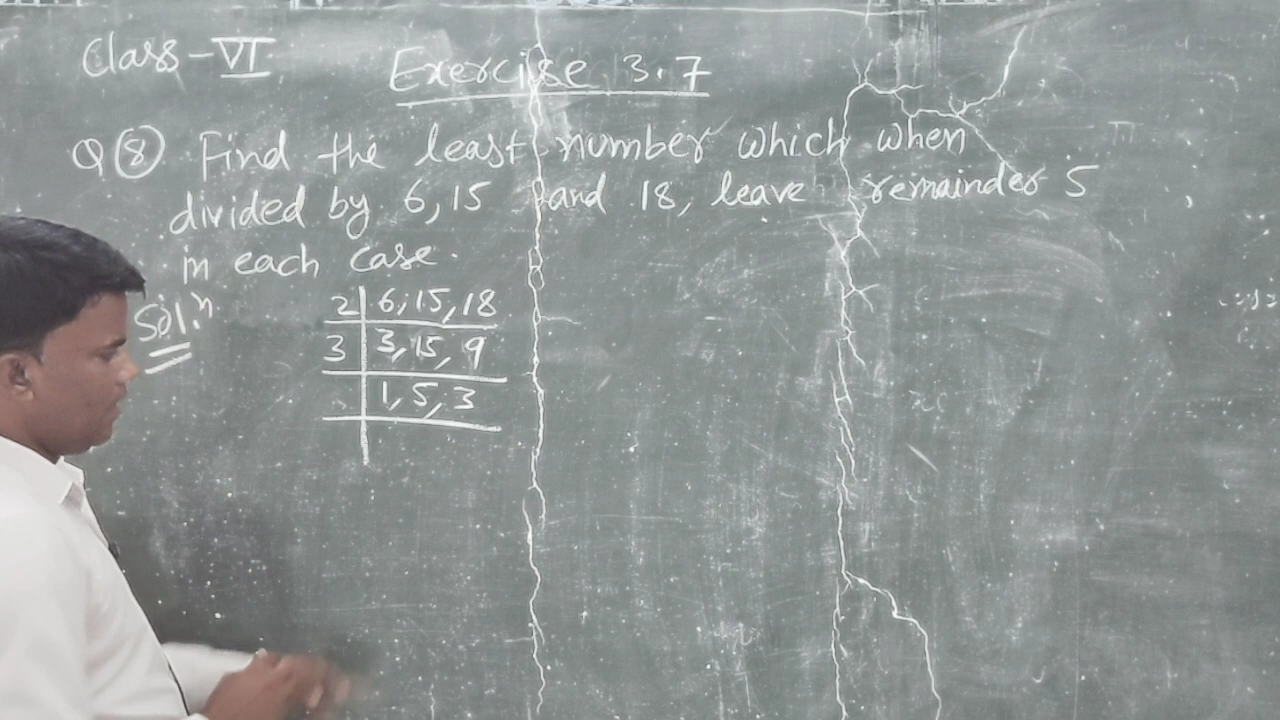 Class-VI
Exercise 3.7
Q 8 Find the least number which when
divided by 6, 15 and 18, leave remainder 5
in each case.
Sol.n
2 | 6, 15, 18
3 | 3, 15, 9
1, 5, 3